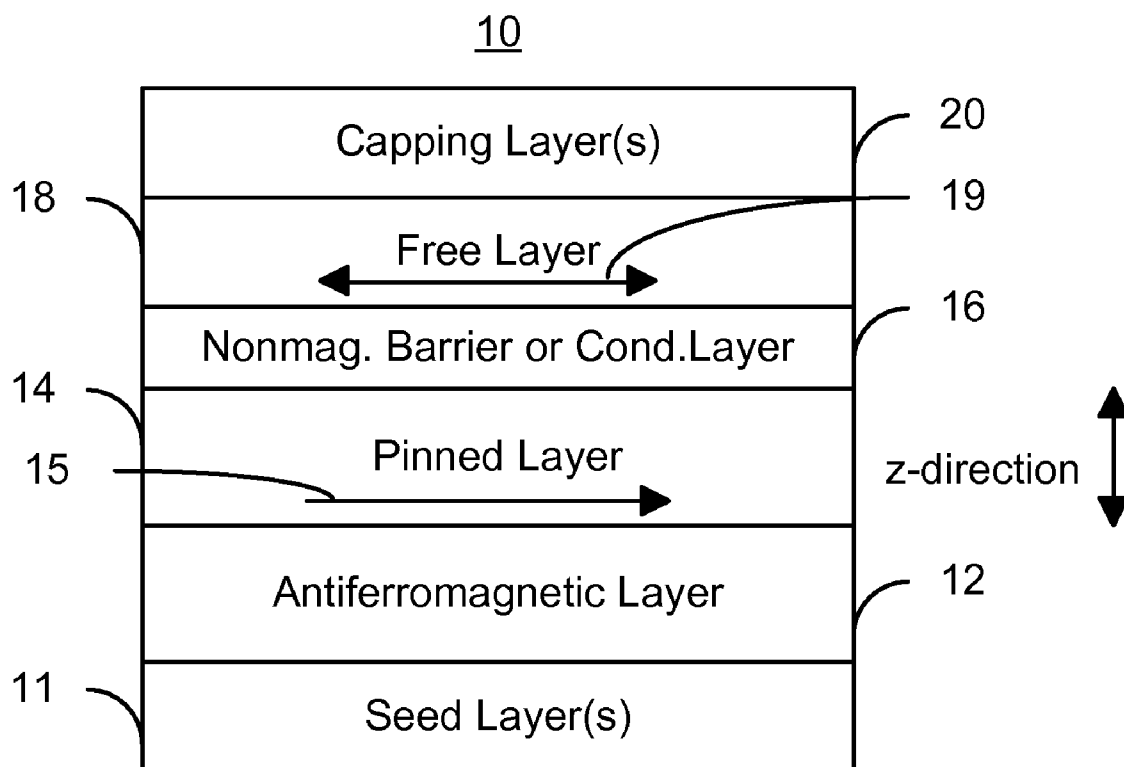 10
Capping Layer(s)
20
18
19
Free Layer
16
Nonmag. Barrier or Cond.Layer
14
Pinned Layer
15
z-direction
Antiferromagnetic Layer
12
11
Seed Layer(s)